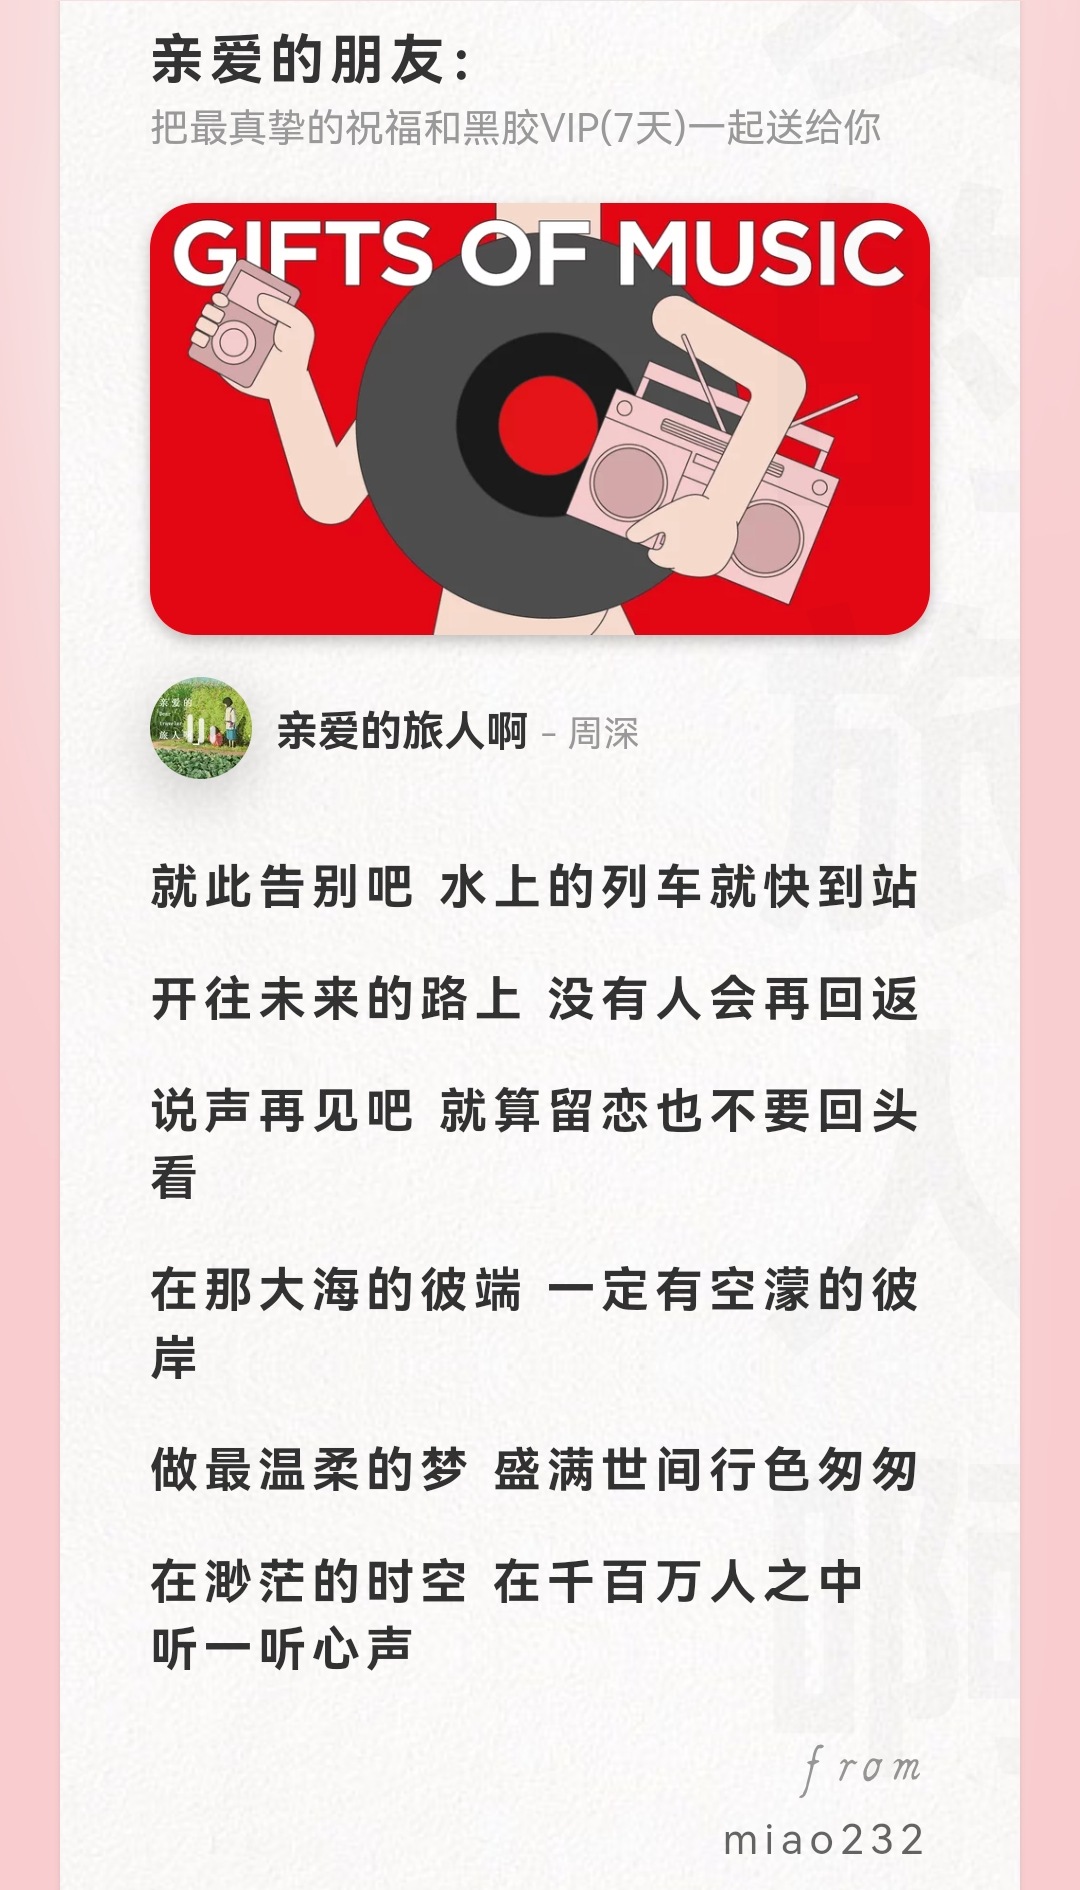 亲爱的朋友：
把最真挚的祝福和黑胶VIP(7天)一起送给你
GIFTS OF MUSIC
亲爱的
旅人啊
亲爱的旅人啊 - 周深
就此告别吧 水上的列车就快到站
开往未来的路上 没有人会再回返
说声再见吧 就算留恋也不要回头
看
在那大海的彼端 一定有空濛的彼
岸
做最温柔的梦 盛满世间行色匆匆
在渺茫的时空 在千百万人之中
听一听心声
from
miao232